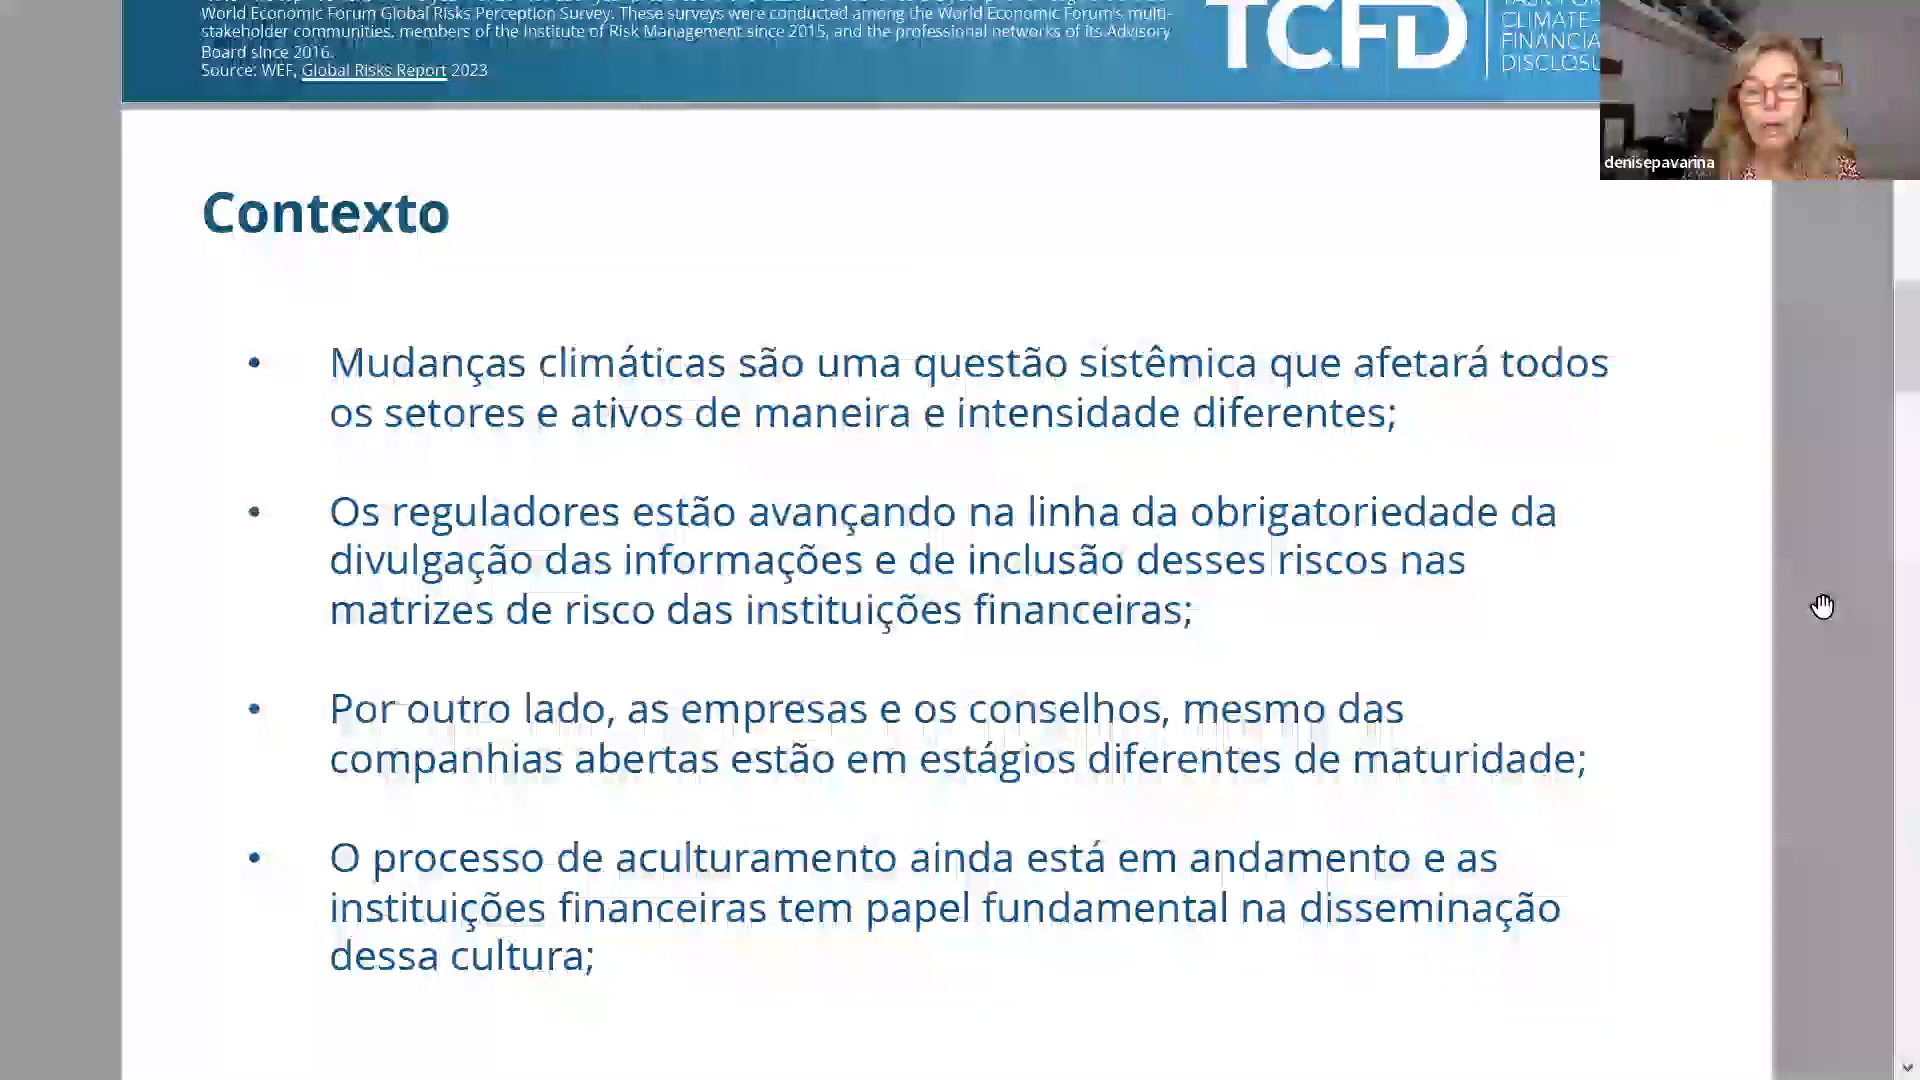 World Economic Forum Global Risks Perception Survey. These surveys were conducted among the World Economic Forum's multi-
stakeholder communities, members of the Institute of Risk Management since 2015, and the professional networks of its Advisory
Board since 2016.
Source: WEF, Global Risks Report 2023
TCFD
CLIMATE-
FINANCIA
DISCLOSU
denisepavarina
Contexto
• Mudanças climáticas são uma questão sistêmica que afetará todos
os setores e ativos de maneira e intensidade diferentes;
• Os reguladores estão avançando na linha da obrigatoriedade da
divulgação das informações e de inclusão desses riscos nas
matrizes de risco das instituições financeiras;
• Por outro lado, as empresas e os conselhos, mesmo das
companhias abertas estão em estágios diferentes de maturidade;
• O processo de aculturamento ainda está em andamento e as
instituições financeiras tem papel fundamental na disseminação
dessa cultura;